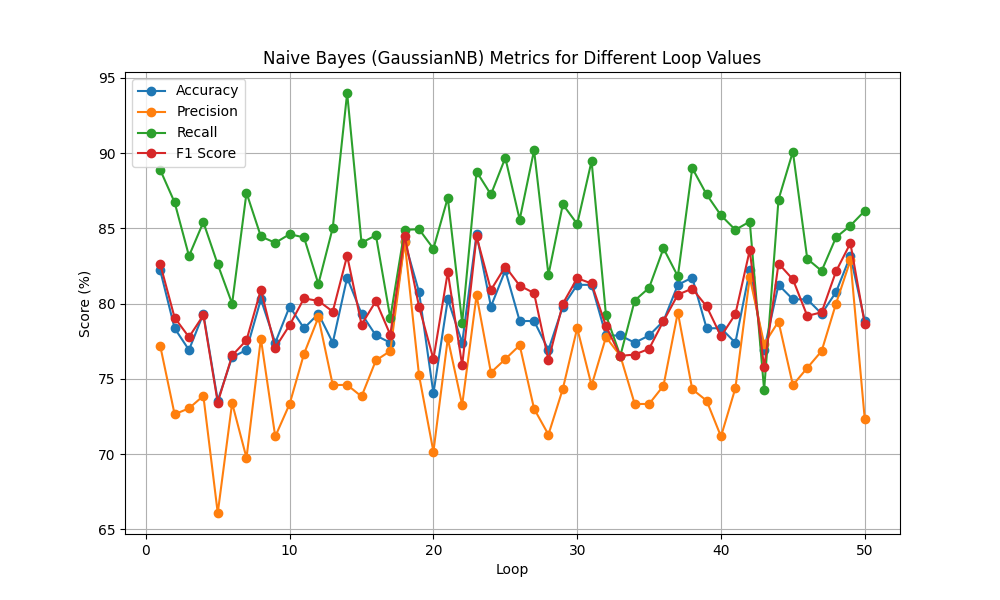 Naive Bayes (GaussianNB) Metrics for Different Loop Values
Accuracy
Precision
Recall
F1 Score
Score (%)
95
90
85
80
75
70
65
0
10
20
30
40
50
Loop